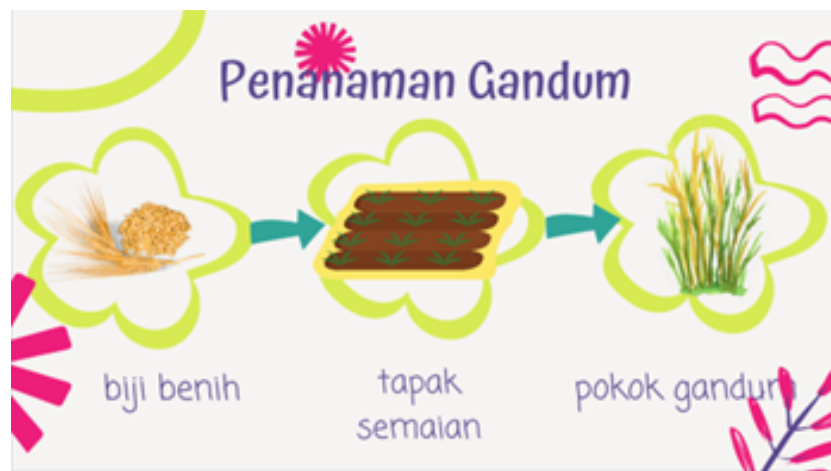 Penanaman Gandum
biji benih
tapak
semaian
pokok gandum